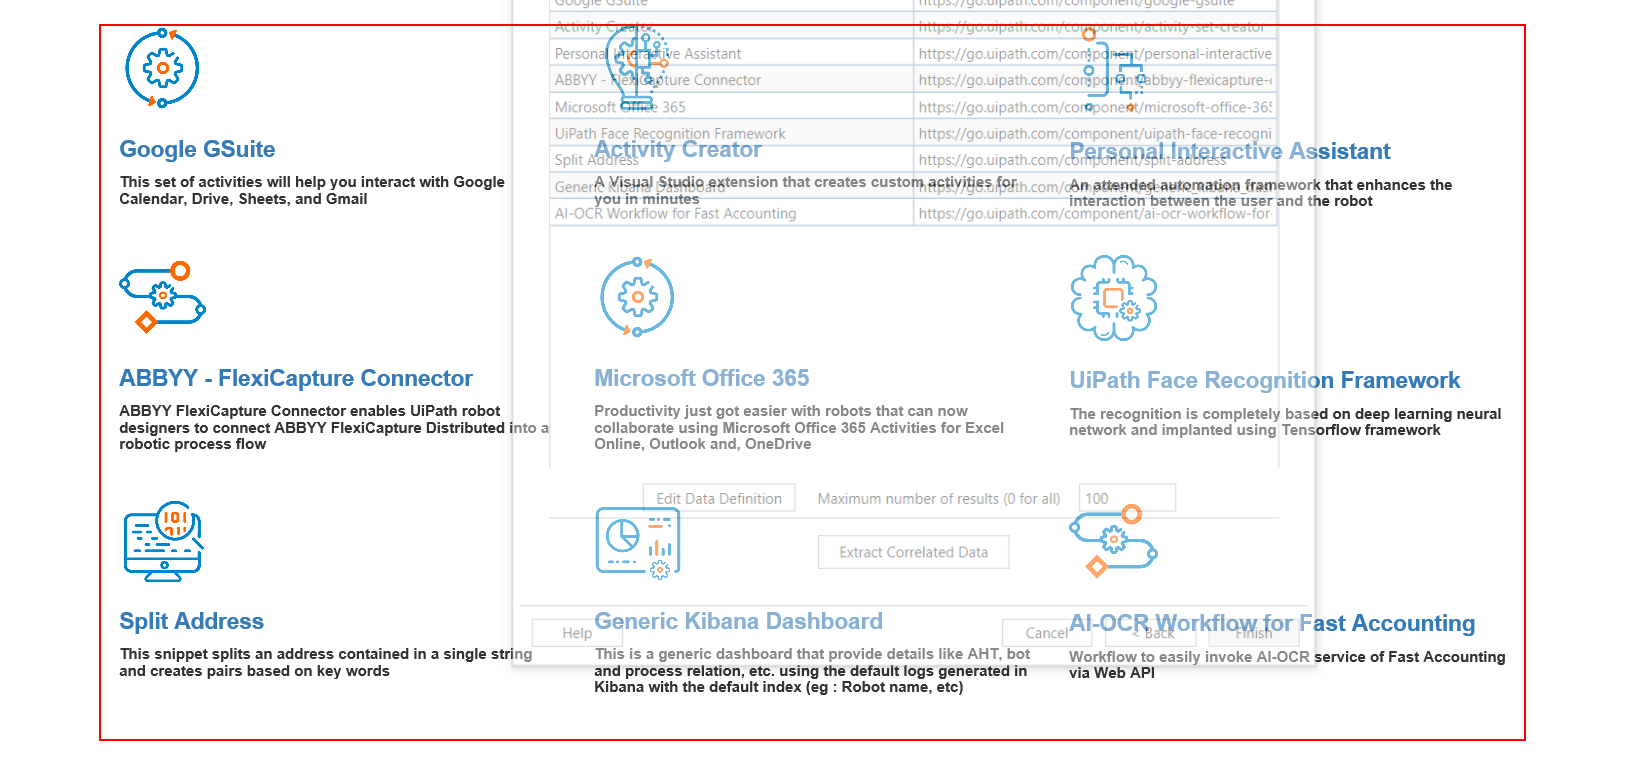 Google GSuite
https://go.uipath.com/component/google-gsuite
Activity Creator
https://go.uipath.com/component/activity-set-creator
Personal Interactive Assistant
https://go.uipath.com/component/personal-interactive
ABBYY - FlexiCapture Connector
https://go.uipath.com/component/abbyy-flexicapture-
Microsoft Office 365
https://go.uipath.com/component/microsoft-office-365
UiPath Face Recognition Framework
https://go.uipath.com/component/uipath-face-recogni
Split Address
https://go.uipath.com/component/split-address
Generic Kibana Dashboard
https://go.uipath.com/component/generic_kibana_das
AI-OCR Workflow for Fast Accounting
https://go.uipath.com/component/ai-ocr-workflow-for-
Google GSuite
This set of activities will help you interact with Google
Calendar, Drive, Sheets, and Gmail
Activity Creator
A Visual Studio extension that creates custom activities for
you in minutes
Personal Interactive Assistant
An attended automation framework that enhances the
interaction between the user and the robot
ABBYY - FlexiCapture Connector
ABBYY FlexiCapture Connector enables UiPath robot
designers to connect ABBYY FlexiCapture Distributed into a
robotic process flow
Microsoft Office 365
Productivity just got easier with robots that can now
collaborate using Microsoft Office 365 Activities for Excel
Online, Outlook and, OneDrive
UiPath Face Recognition Framework
The recognition is completely based on deep learning neural
network and implanted using Tensorflow framework
Edit Data Definition
Maximum number of results (0 for all)
100
Extract Correlated Data
Split Address
This snippet splits an address contained in a single string
and creates pairs based on key words
Generic Kibana Dashboard
This is a generic dashboard that provide details like AHT, bot
and process relation, etc. using the default logs generated in
Kibana with the default index (eg : Robot name, etc)
AI-OCR Workflow for Fast Accounting
Workflow to easily invoke AI-OCR service of Fast Accounting
via Web API
Help
Cancel
< Back
Finish